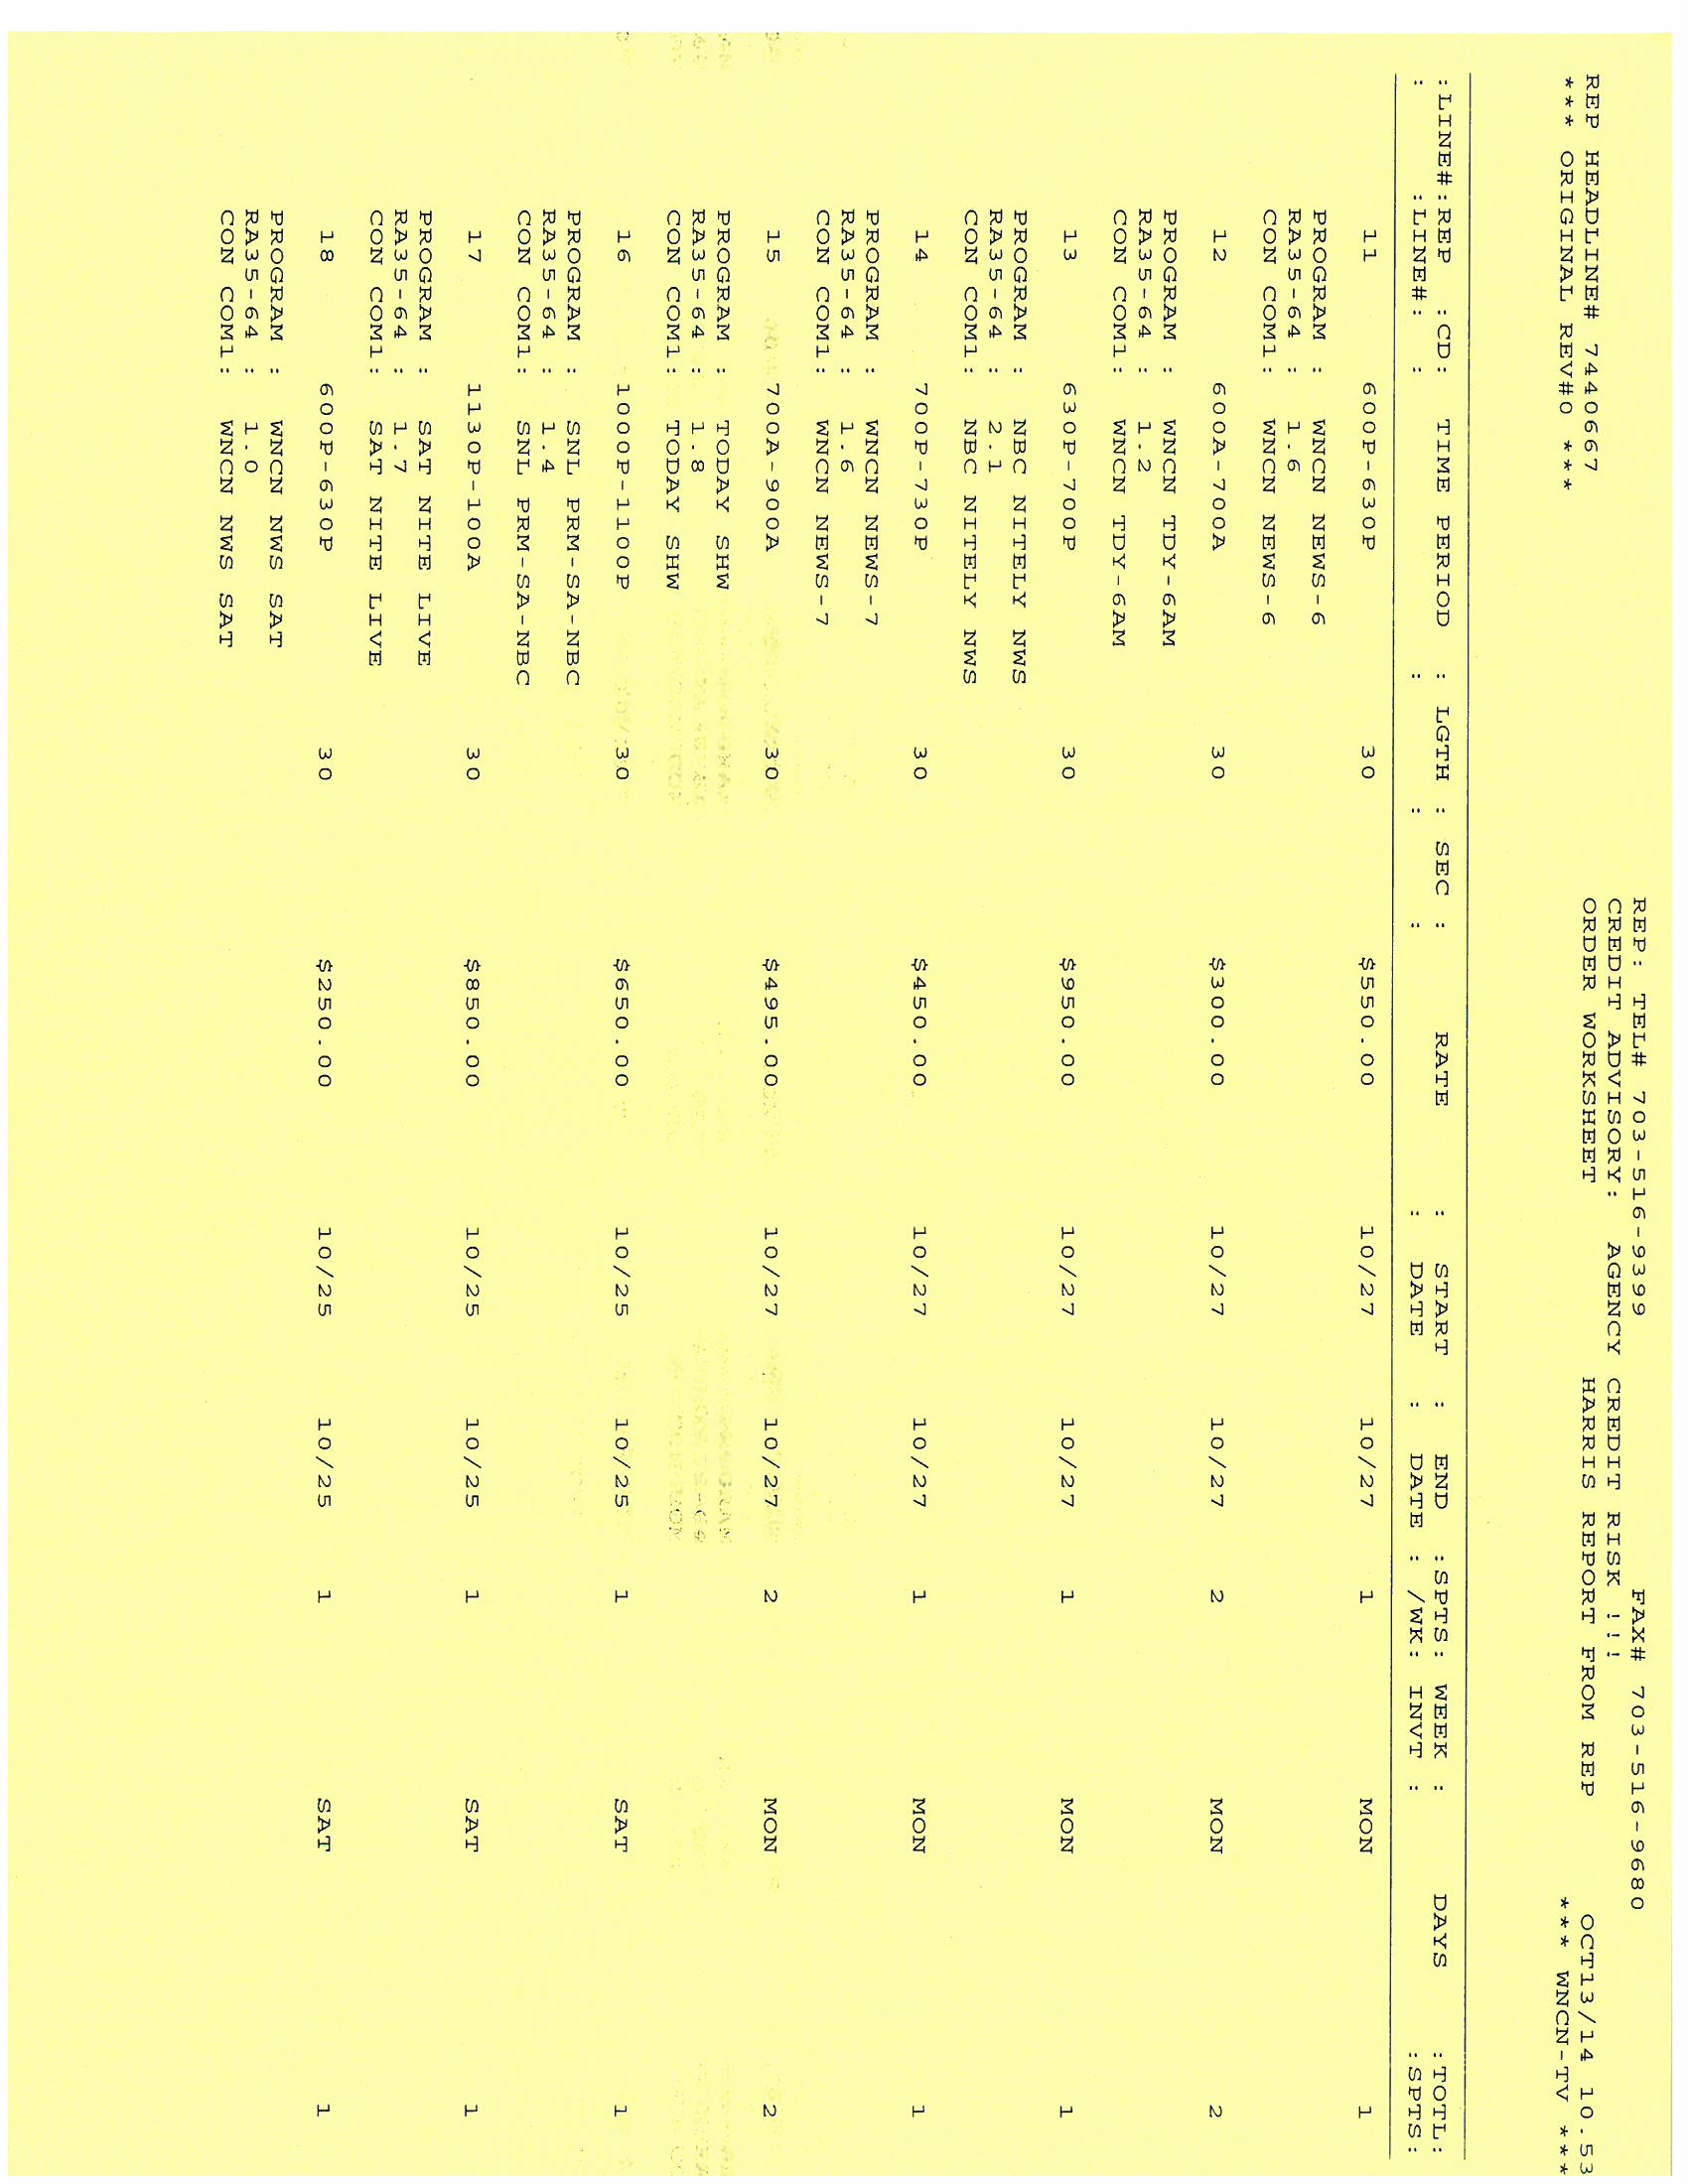 REP: TEL# 703-516-9399 FAX# 703-516-9680
CREDIT ADVISORY: AGENCY CREDIT RISK !!!
REP HEADLINE# 7440667 ORDER WORKSHEET HARRIS REPORT FROM REP OCT13/14 10.53
*** ORIGINAL REV#0 *** *** WNCN-TV ***
:LINE#:REP :CD: TIME PERIOD : LGTH : SEC : RATE : START : END :SPTS: WEEK : DAYS :TOTL:
: :LINE#: : : : : : DATE : DATE : /WK: INVT : :SPTS:
11 600P-630P 30 $550.00 10/27 10/27 1 MON 1
PROGRAM : WNCN NEWS-6
RA35-64 : 1.6
CON COM1: WNCN NEWS-6
12 600A-700A 30 $300.00 10/27 10/27 2 MON 2
PROGRAM : WNCN TDY-6AM
RA35-64 : 1.2
CON COM1: WNCN TDY-6AM
13 630P-700P 30 $950.00 10/27 10/27 1 MON 1
PROGRAM : NBC NITELY NWS
RA35-64 : 2.1
CON COM1: NBC NITELY NWS
14 700P-730P 30 $450.00 10/27 10/27 1 MON 1
PROGRAM : WNCN NEWS-7
RA35-64 : 1.6
CON COM1: WNCN NEWS-7
15 700A-900A 30 $495.00 10/27 10/27 2 MON 2
PROGRAM : TODAY SHW
RA35-64 : 1.8
CON COM1: TODAY SHW
16 1000P-1100P 30 $650.00 10/25 10/25 1 SAT 1
PROGRAM : SNL PRM-SA-NBC
RA35-64 : 1.4
CON COM1: SNL PRM-SA-NBC
17 1130P-100A 30 $850.00 10/25 10/25 1 SAT 1
PROGRAM : SAT NITE LIVE
RA35-64 : 1.7
CON COM1: SAT NITE LIVE
18 600P-630P 30 $250.00 10/25 10/25 1 SAT 1
PROGRAM : WNCN NWS SAT
RA35-64 : 1.0
CON COM1: WNCN NWS SAT